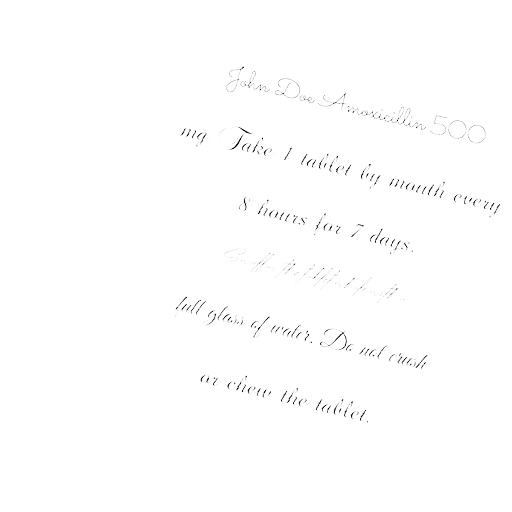 John Doe Amoxicillin 500
mg Take 1 tablet by mouth every
8 hours for 7 days.
full glass of water. Do not crush
or chew the tablet.